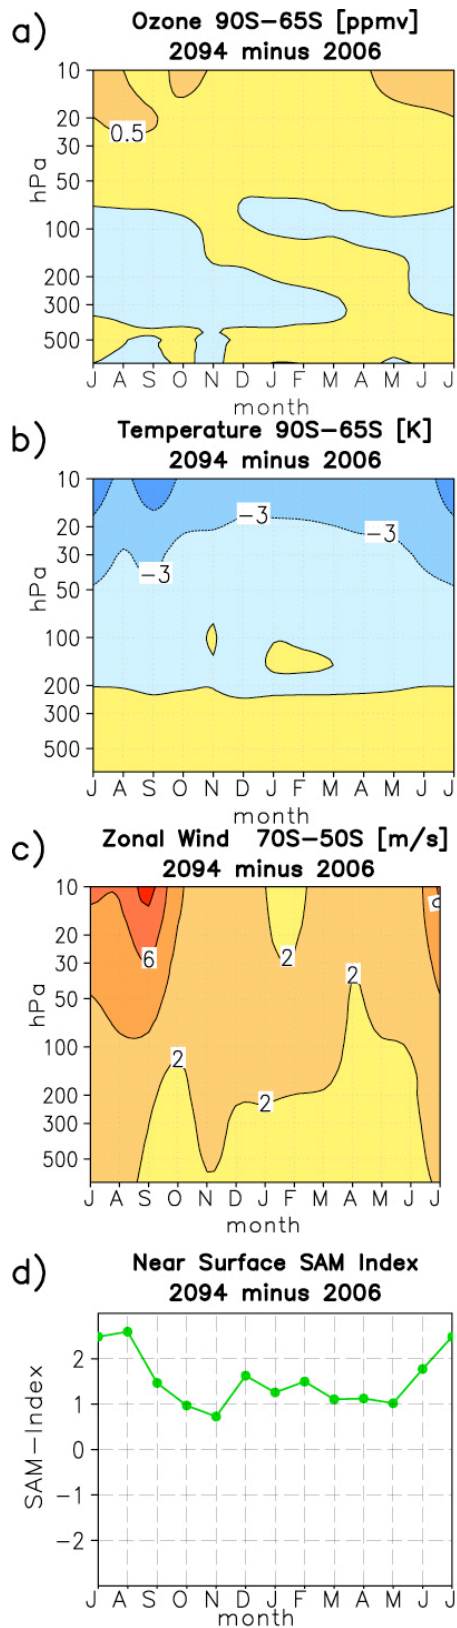 a)
Ozone 90S−65S [ppmv]
2094 minus 2006
10
20
0.5
30
50
hPa
100
200
300
500
J A S O N D J F M A M J J
month
b)
Temperature 90S−65S [K]
2094 minus 2006
10
−3
20
−3
30
−3
50
hPa
100
200
300
500
J A S O N D J F M A M J J
month
c)
Zonal Wind 70S−50S [m/s]
2094 minus 2006
10
20
6
2
30
2
50
hPa
100
2
200
2
300
500
J A S O N D J F M A M J J
month
d)
Near Surface SAM Index
2094 minus 2006
2
1
0
−1
−2
SAM−Index
J A S O N D J F M A M J J
month